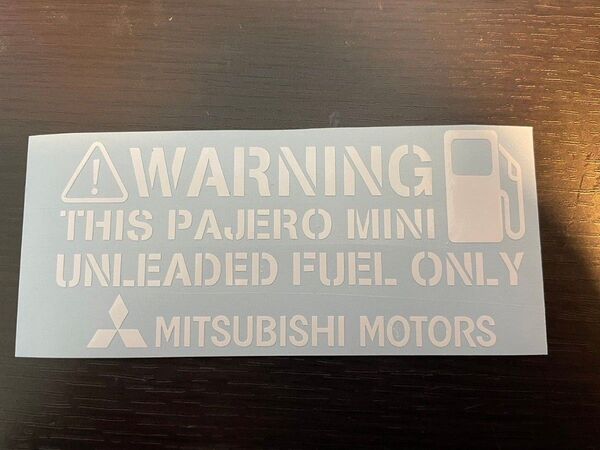 WARNING
THIS PAJERO MINI
UNLEADED FUEL ONLY
MITSUBISHI MOTORS